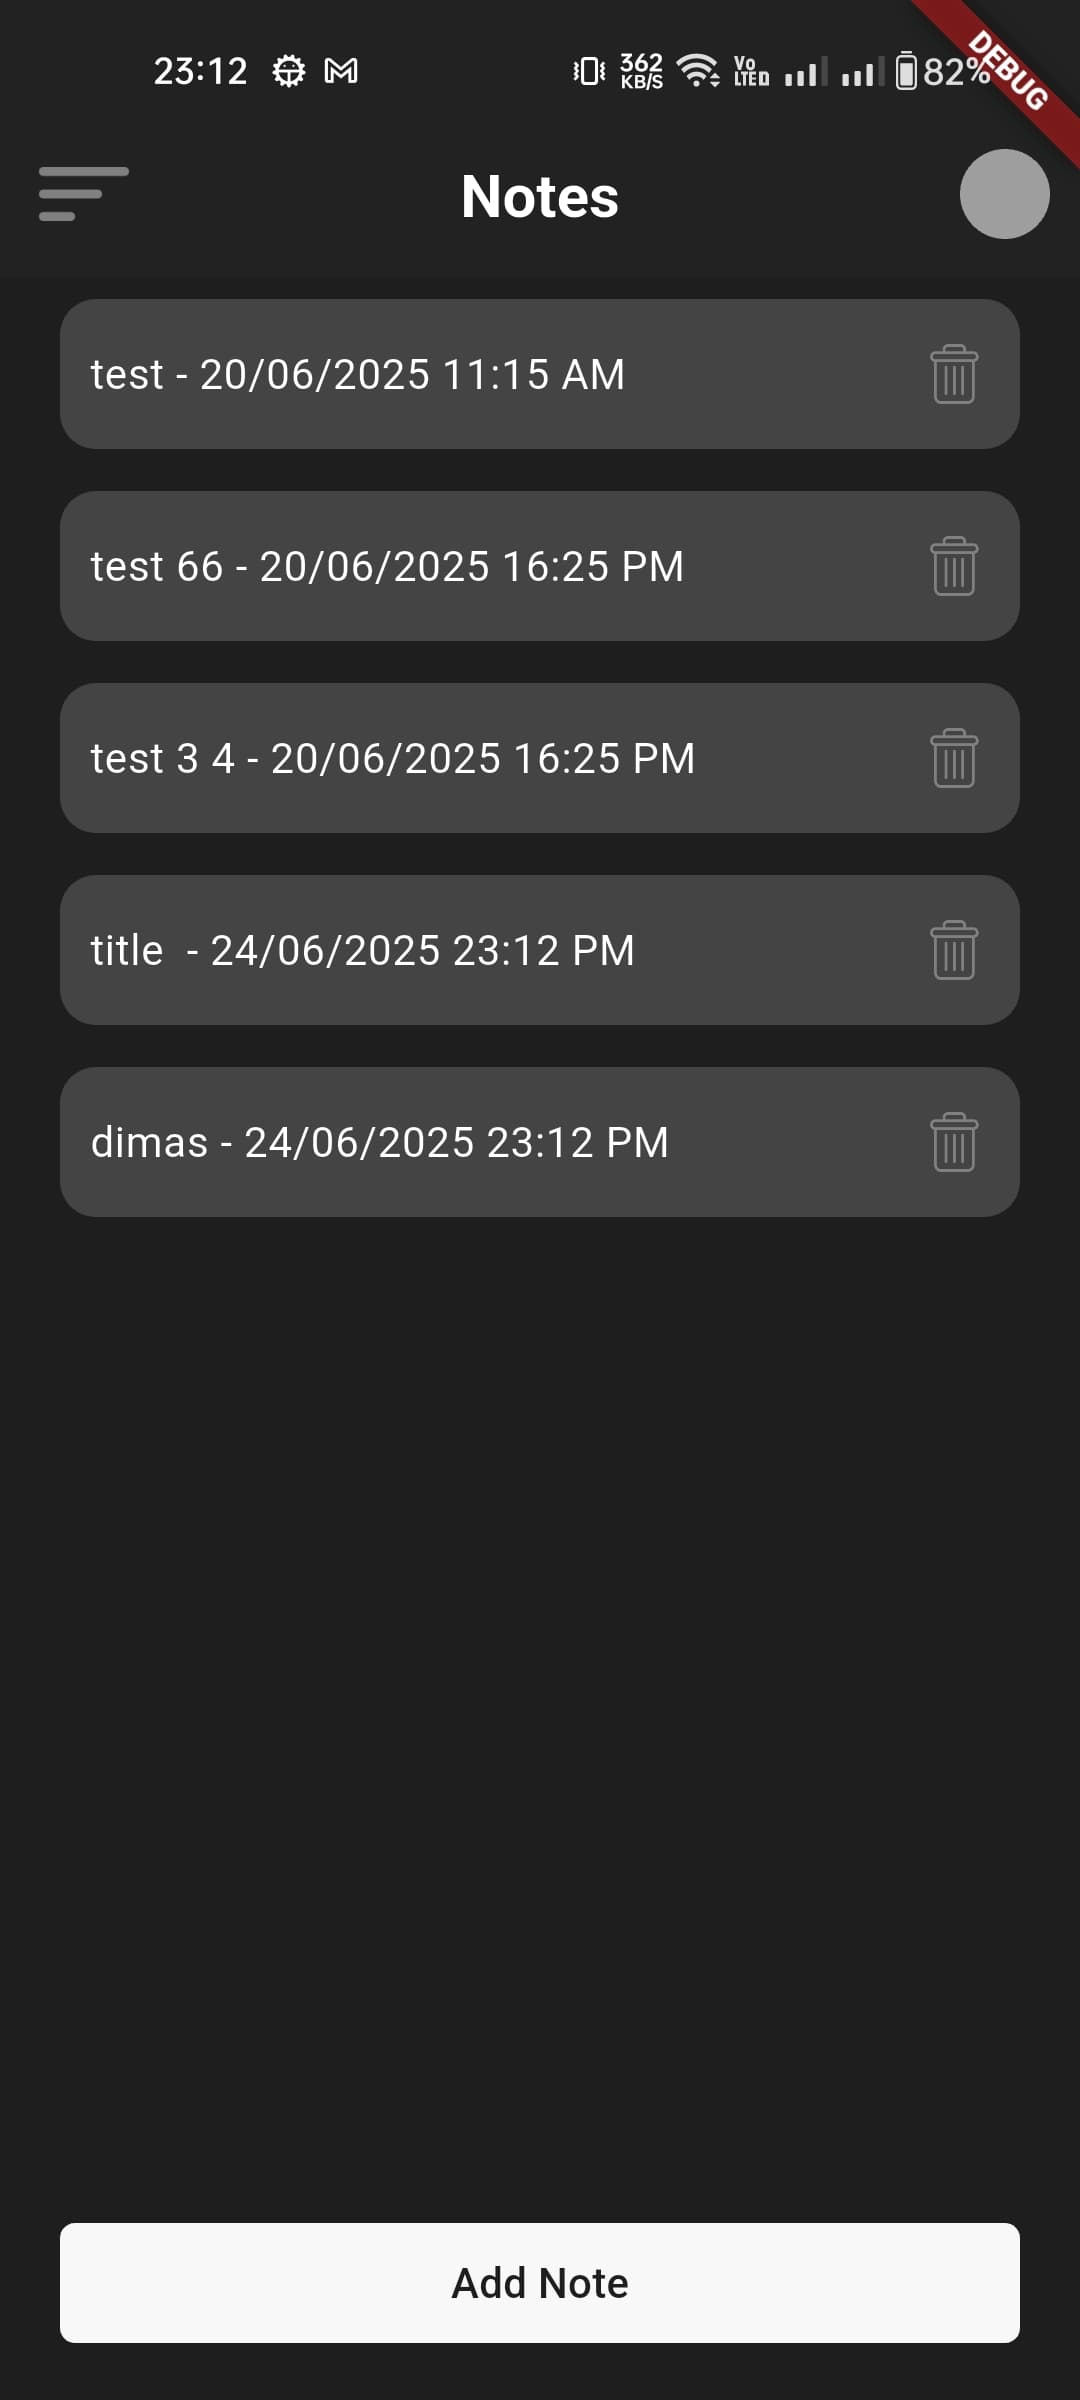 23:12 362 KB/S Vo LTED 82%
DEBUG
Notes
test - 20/06/2025 11:15 AM
test 66 - 20/06/2025 16:25 PM
test 3 4 - 20/06/2025 16:25 PM
title  - 24/06/2025 23:12 PM
dimas - 24/06/2025 23:12 PM
Add Note